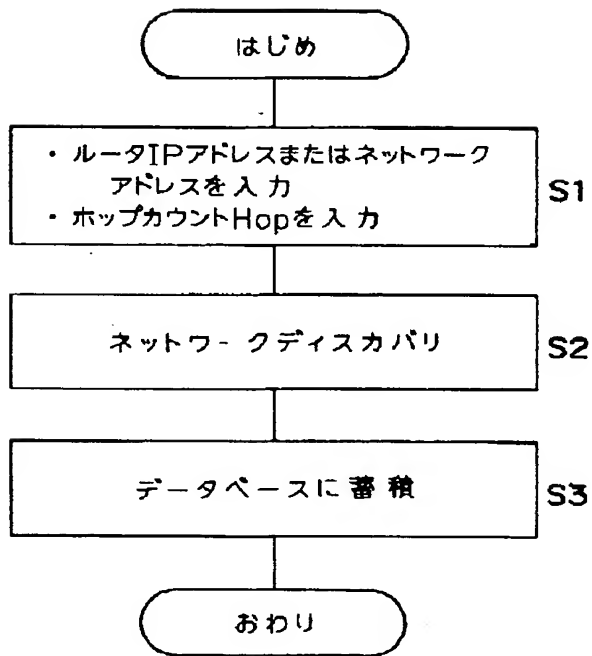 はじめ
・ルータIPアドレスまたはネットワーク
アドレスを入力
・ホップカウントHopを入力
S1
ネットワークディスカバリ
S2
データベースに蓄積
S3
おわり